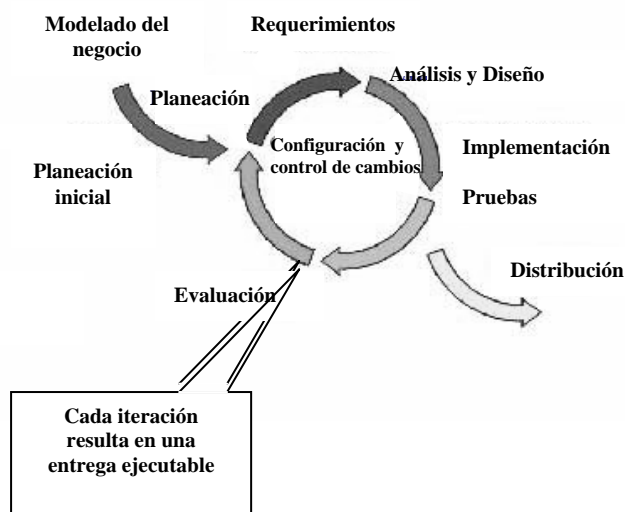 Modelado del
negocio
Requerimientos
Análisis y Diseño
Planeación
Configuración y
control de cambios
Implementación
Planeación
inicial
Pruebas
Distribución
Evaluación
Cada iteración
resulta en una
entrega ejecutable